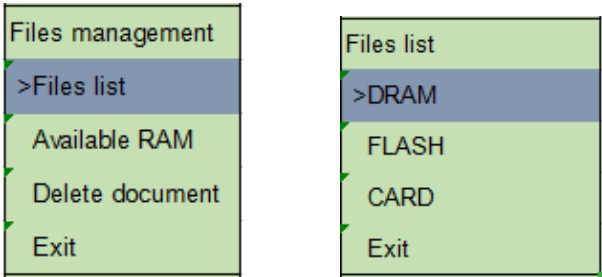 Files management
>Files list
Available RAM
Delete document
Exit
Files list
>DRAM
FLASH
CARD
Exit